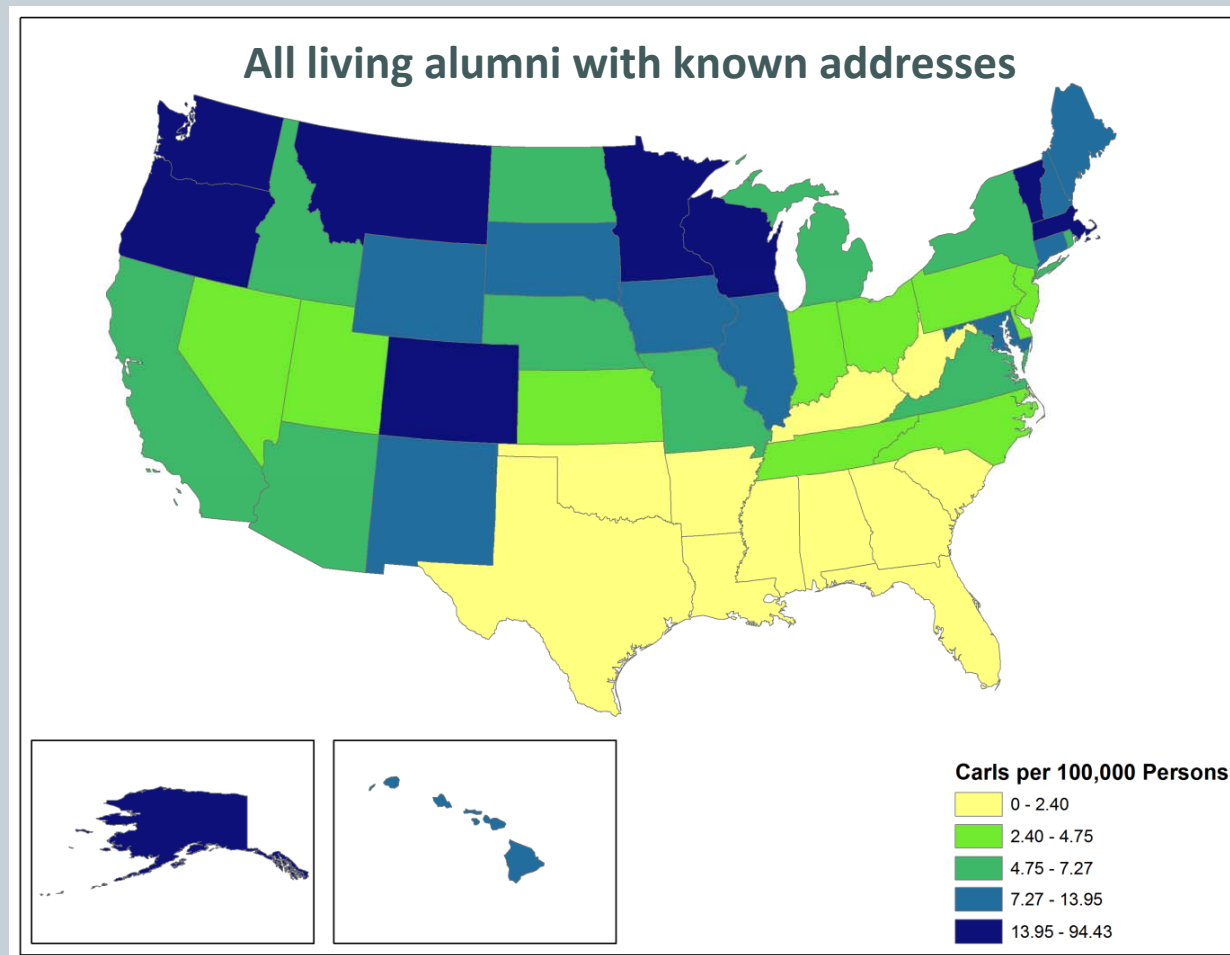 All living alumni with known addresses
Carls per 100,000 Persons
0 - 2.40
2.40 - 4.75
4.75 - 7.27
7.27 - 13.95
13.95 - 94.43